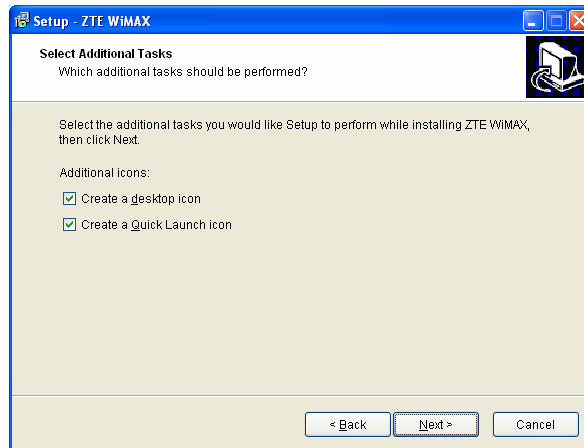 Setup - ZTE WiMAX
Select Additional Tasks
Which additional tasks should be performed?
Select the additional tasks you would like Setup to perform while installing ZTE WiMAX,
then click Next.
Additional icons:
Create a desktop icon
Create a Quick Launch icon
< Back Next > Cancel